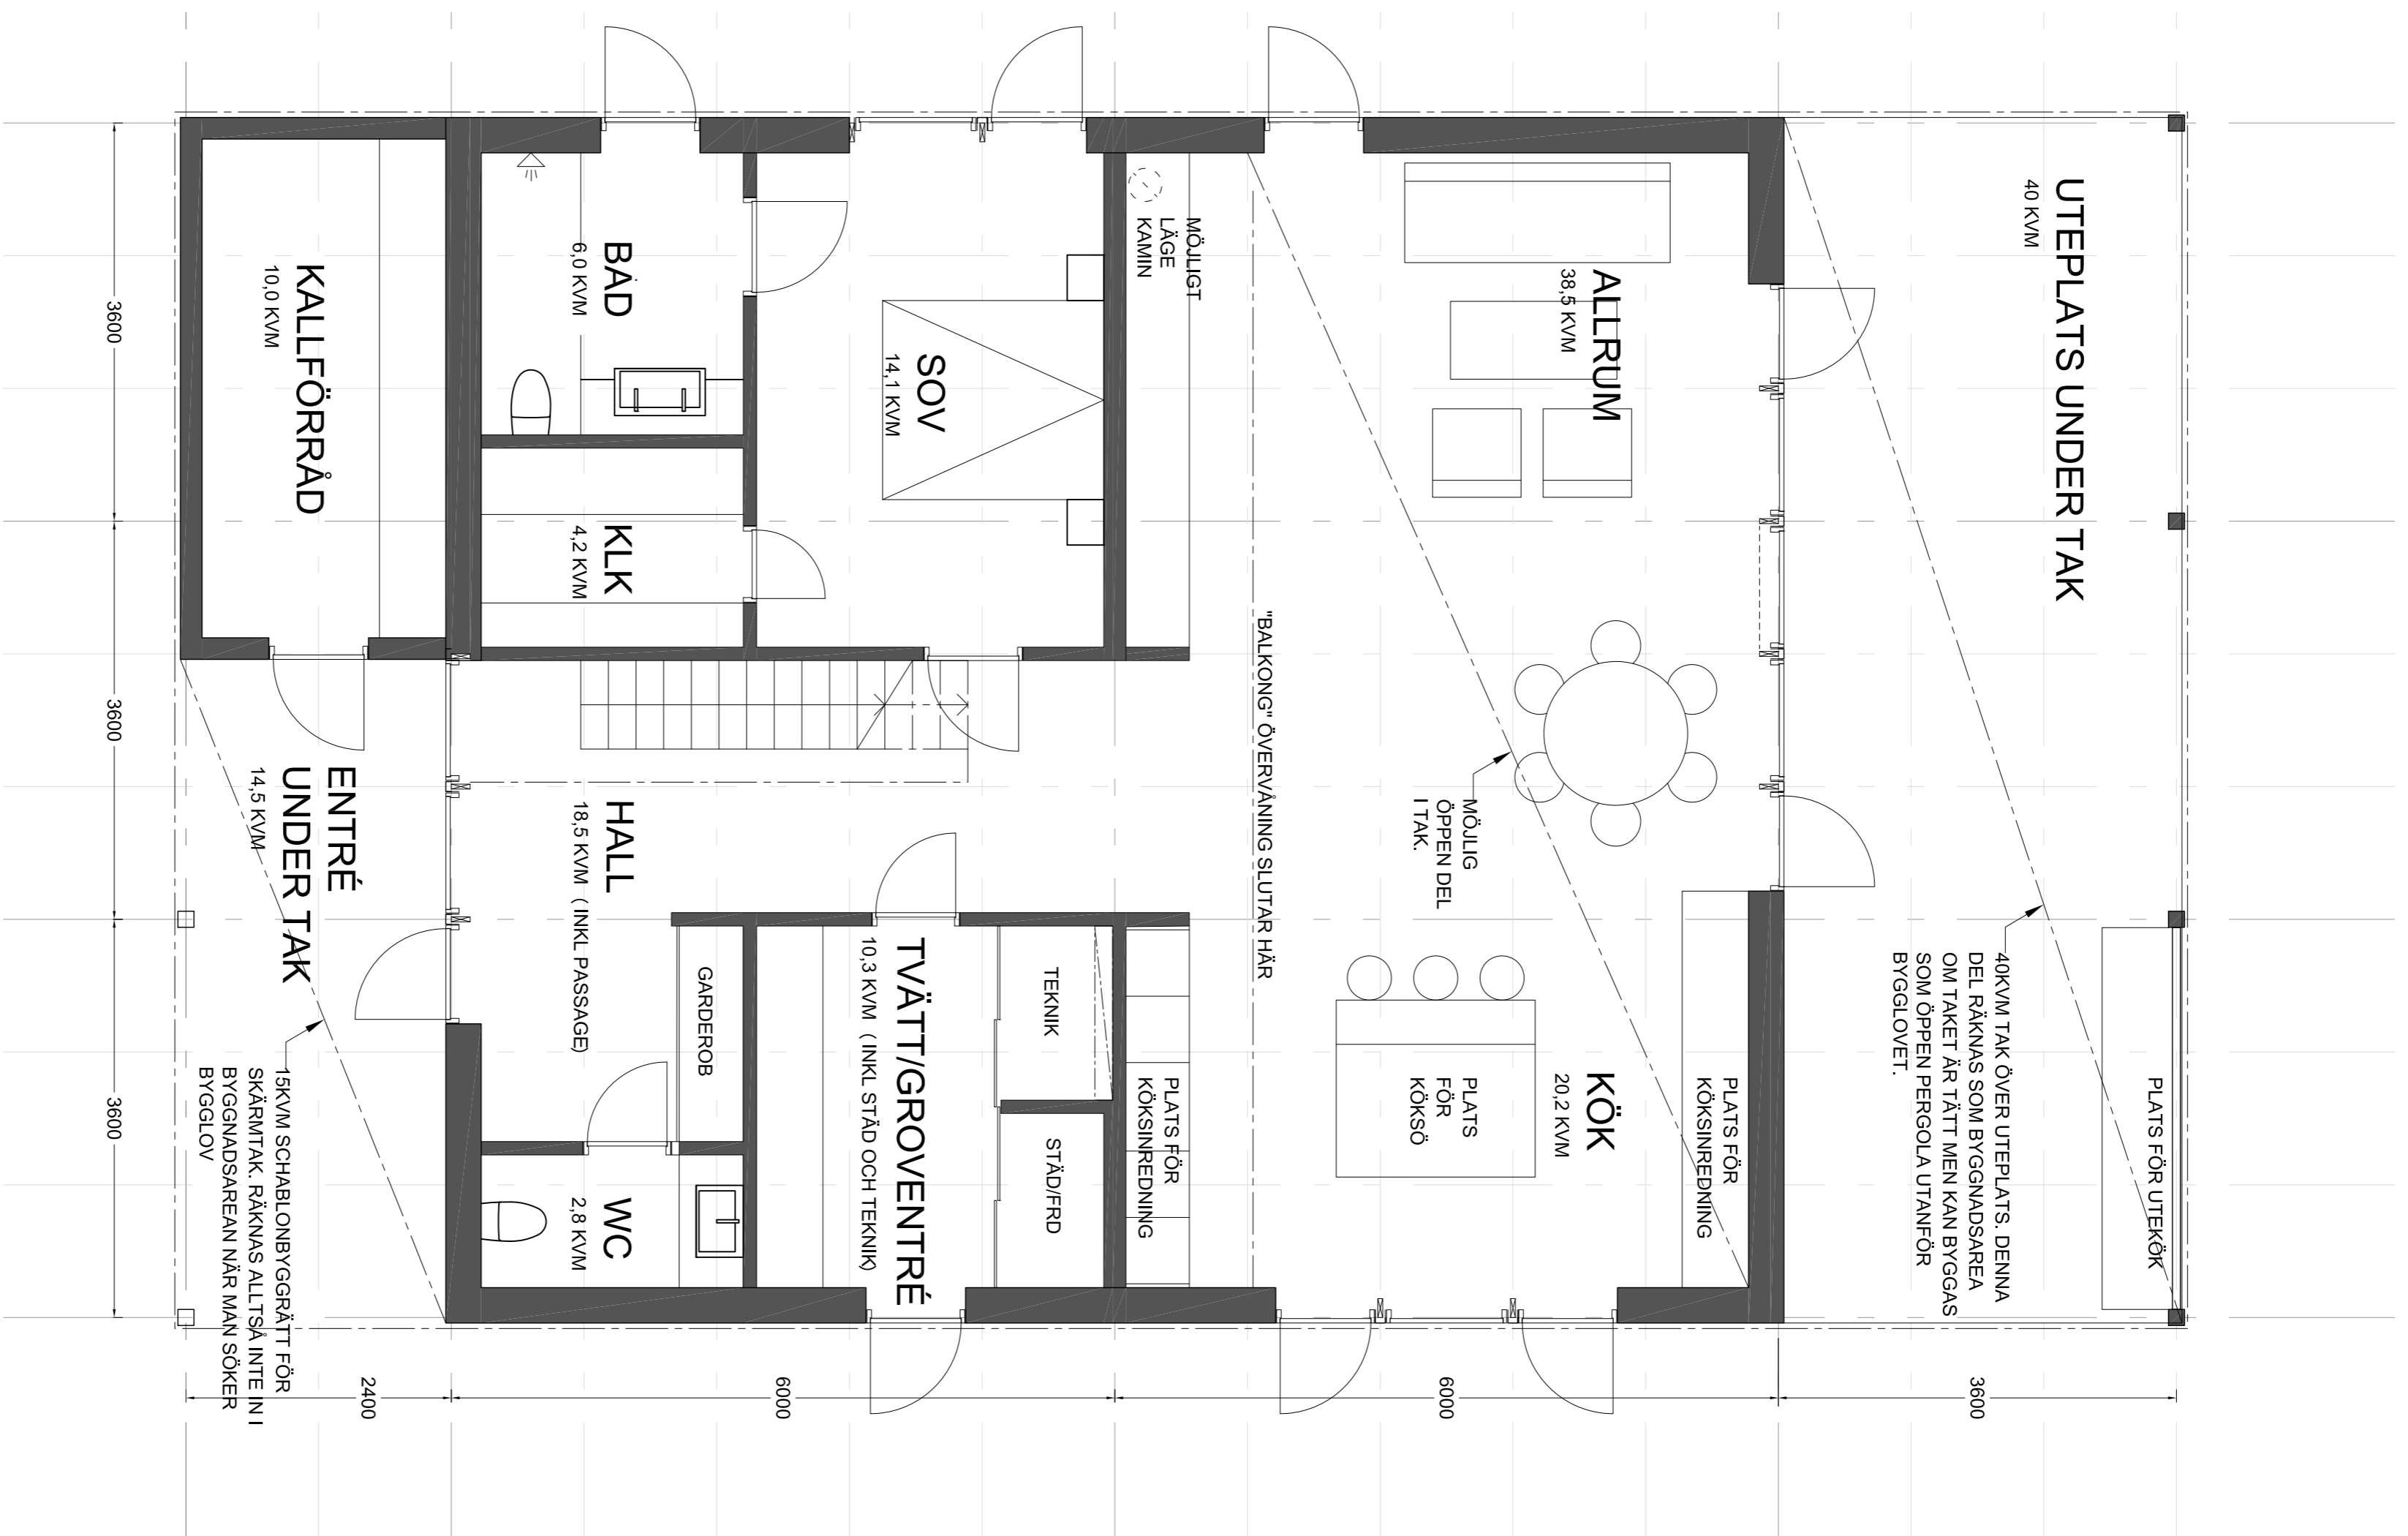 UTEPLATS UNDER TAK
40 KVM
PLATS FÖR UTEKÖK
40KVM TAK ÖVER UTEPLATS. DENNA
DEL RÄKNAS SOM BYGGNADSAREA
OM TAKET ÄR TÄTT MEN KAN BYGGAS
SOM ÖPPEN PERGOLA UTANFÖR
BYGGLOVET.
3600
ALLRUM
38,5 KVM
MÖJLIG
ÖPPEN DEL
I TAK.
KÖK
20,2 KVM
PLATS FÖR
KÖKSINREDNING
PLATS
FÖR
KÖKSÖ
6000
"BALKONG" ÖVERVÅNING SLUTAR HÄR
MÖJLIGT
LÄGE
KAMIN
PLATS FÖR
KÖKSINREDNING
SOV
14,1 KVM
TEKNIK
STÄD/FRD
TVÄTT/GROVENTRÉ
10,3 KVM ( INKL STÄD OCH TEKNIK)
6000
BAD
6,0 KVM
KLK
4,2 KVM
HALL
18,5 KVM ( INKL PASSAGE)
GARDEROB
WC
2,8 KVM
KALLFÖRRÅD
10,0 KVM
ENTRÉ
UNDER TAK
14,5 KVM
15KVM SCHABLONBYGGRÄTT FÖR
SKÄRMTAK. RÄKNAS ALLTSÅ INTE IN I
BYGGNADSAREAN NÄR MAN SÖKER
BYGGLOV
2400
3600
3600
3600